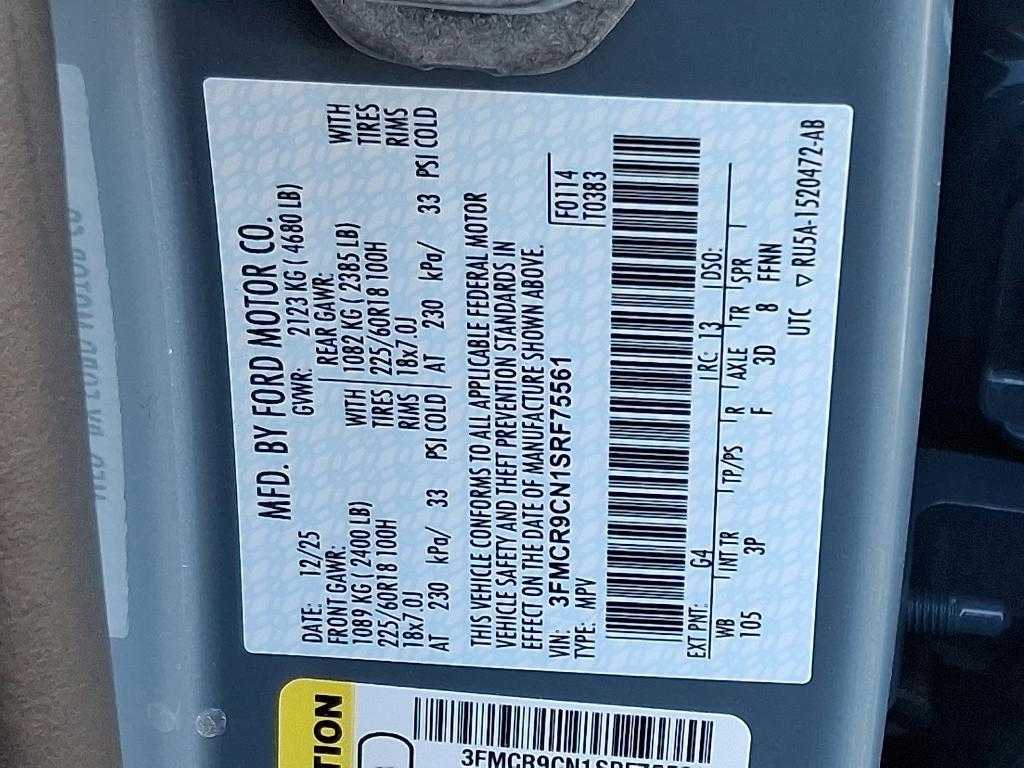 MFD. BY FORD MOTOR CO.
DATE: 12/25 GVWR: 2123 KG ( 4680 LB)
FRONT GAWR: REAR GAWR: WITH
1089 KG ( 2400 LB) WITH 1082 KG ( 2385 LB) TIRES
225/60R18 100H TIRES 225/60R18 100H RIMS
18x7.0J RIMS 18x7.0J
AT 230 kPa/ 33 PSI COLD AT 230 kPa/ 33 PSI COLD
THIS VEHICLE CONFORMS TO ALL APPLICABLE FEDERAL MOTOR
VEHICLE SAFETY AND THEFT PREVENTION STANDARDS IN
EFFECT ON THE DATE OF MANUFACTURE SHOWN ABOVE.
VIN: 3FMCR9CN1SRF75561 F0114
TYPE: MPV T0383
EXT PNT: G4 RC: 13 DSO:
WB INT TR TP/PS R AXLE TR SPR
105 3P F 3D 8 FFNN
UTC ▽ RU5A-1520472-AB
TION
3FMCR9CN1SRF755